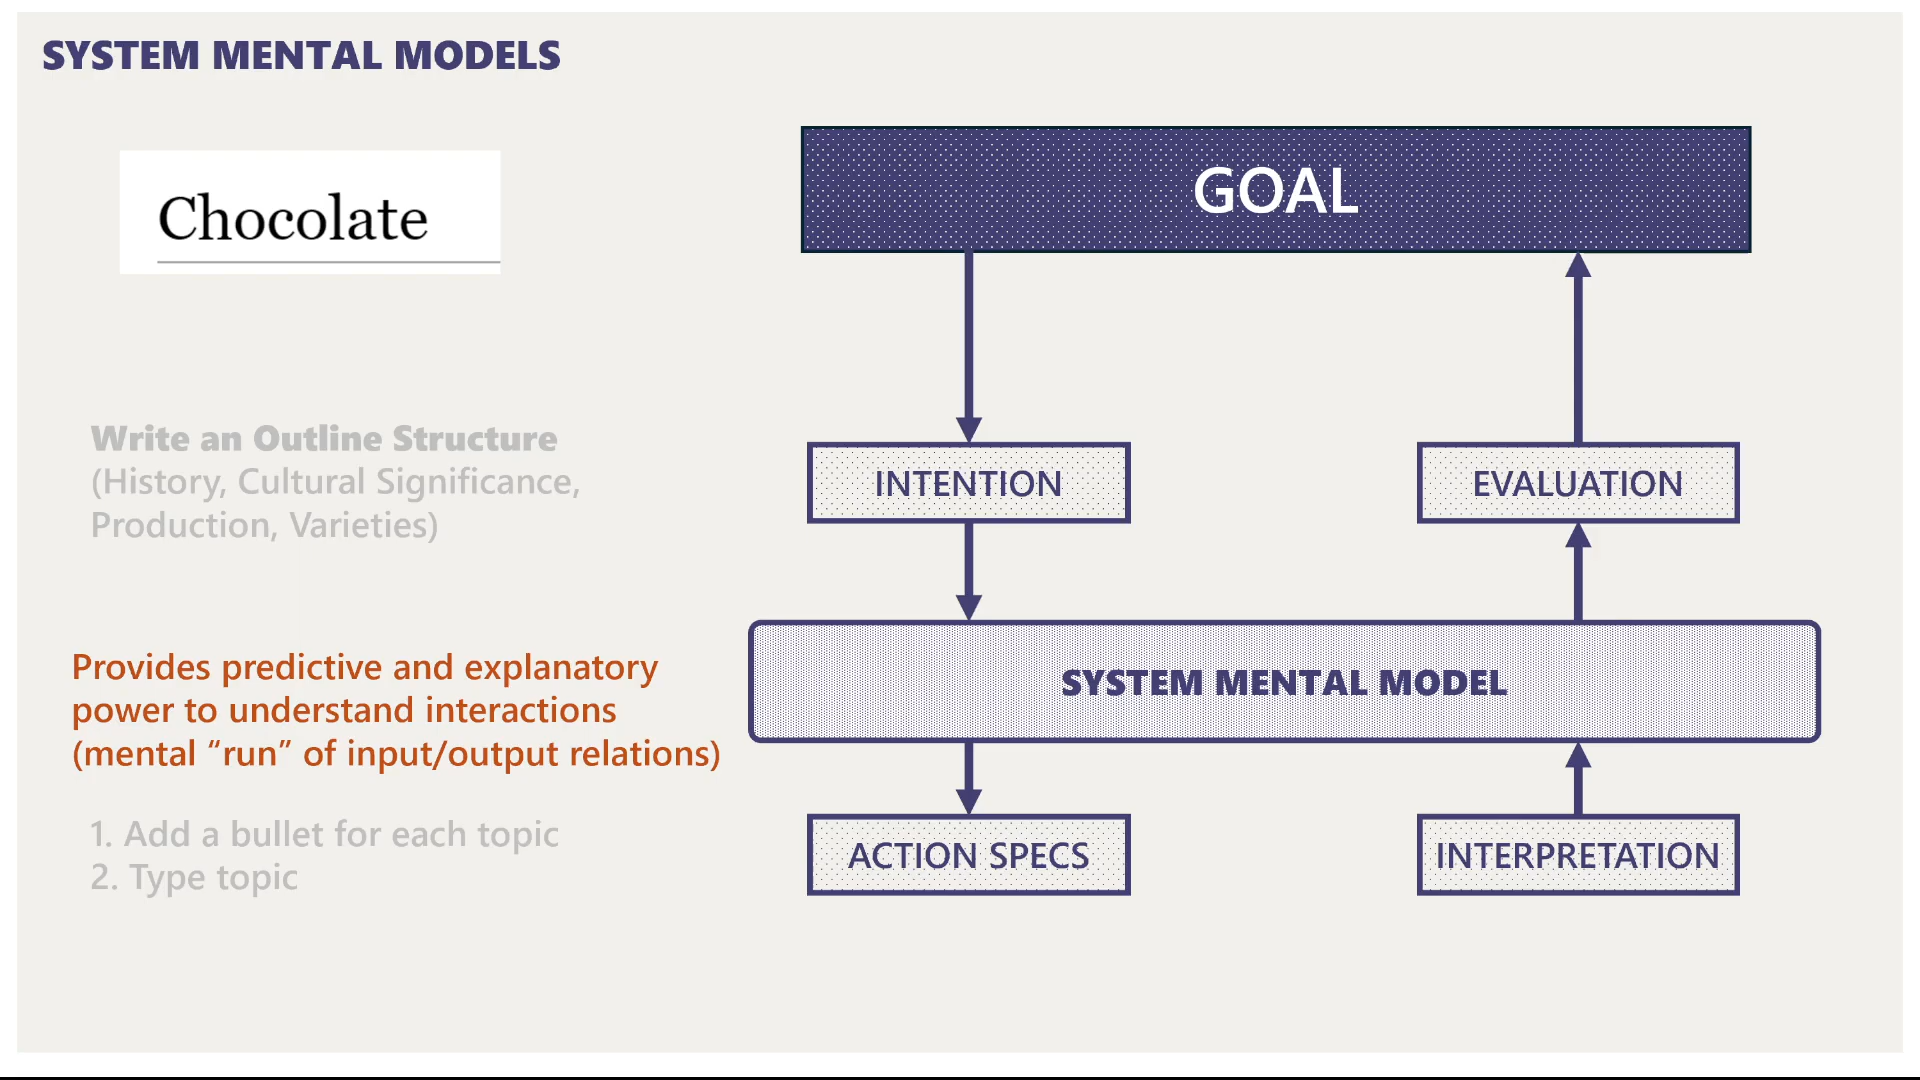 SYSTEM MENTAL MODELS
Chocolate
GOAL
Write an Outline Structure
(History, Cultural Significance,
Production, Varieties)
INTENTION
EVALUATION
Provides predictive and explanatory
power to understand interactions
(mental “run” of input/output relations)
SYSTEM MENTAL MODEL
1. Add a bullet for each topic
2. Type topic
ACTION SPECS
INTERPRETATION